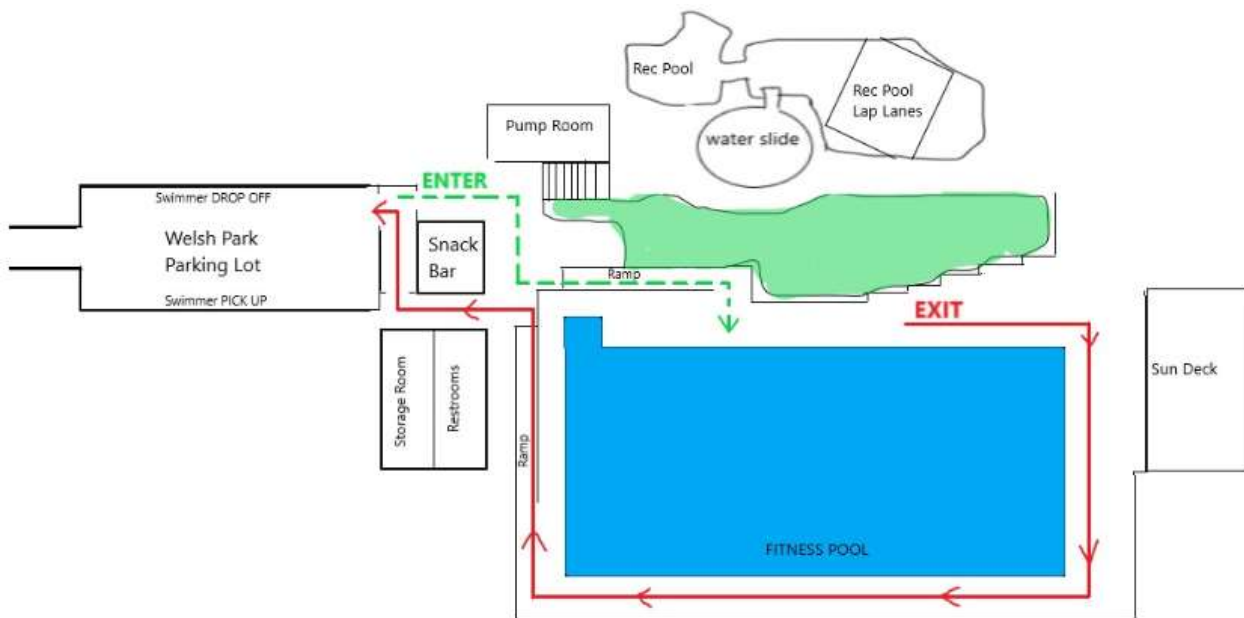 Rec Pool
Rec Pool
Lap Lanes
Pump Room
water slide
ENTER
Swimmer DROP OFF
Welsh Park
Parking Lot
Snack
Bar
Ramp
Swimmer PICK UP
EXIT
Sun Deck
Storage Room
Restrooms
Ramp
FITNESS POOL